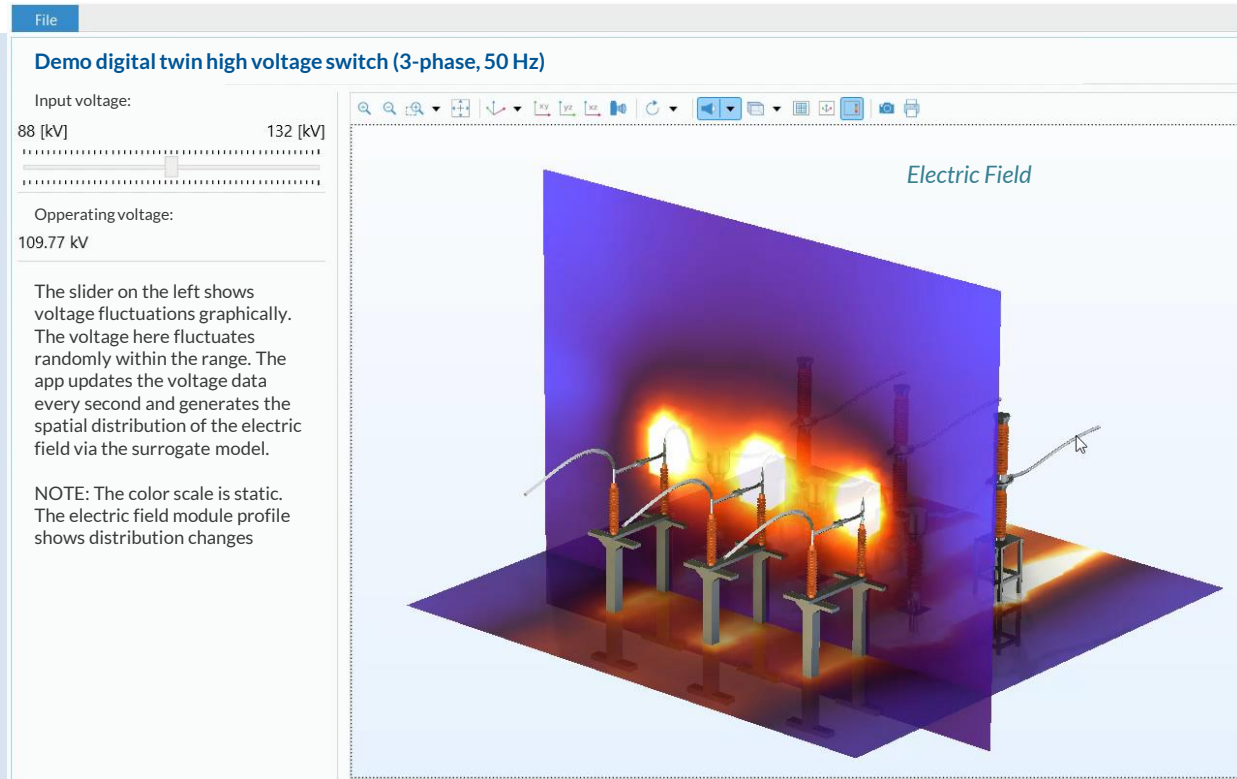 File
Demo digital twin high voltage switch (3-phase, 50 Hz)
Input voltage:
88 [kV] 132 [kV]
Opperating voltage:
109.77 kV
The slider on the left shows
voltage fluctuations graphically.
The voltage here fluctuates
randomly within the range. The
app updates the voltage data
every second and generates the
spatial distribution of the electric
field via the surrogate model.
NOTE: The color scale is static.
The electric field module profile
shows distribution changes
xy yz xz
Electric Field